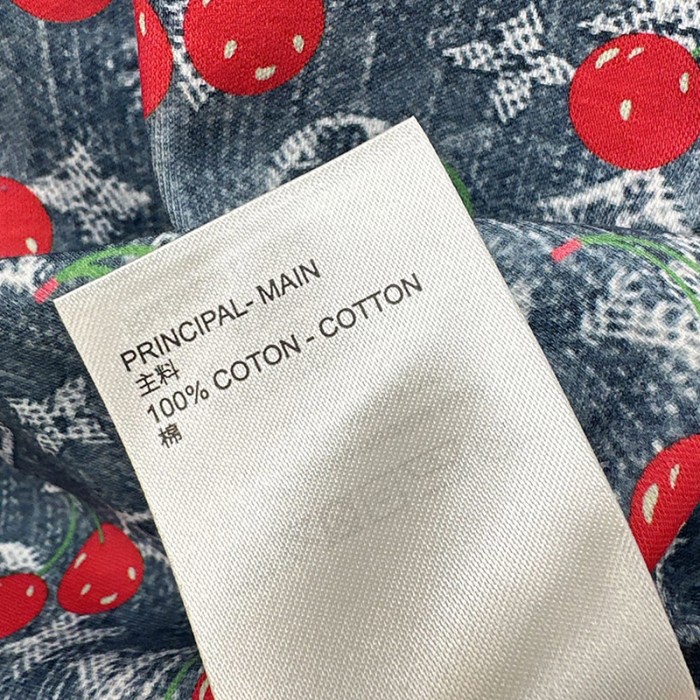 PRINCIPAL- MAIN
主料
100% COTON - COTTON
棉